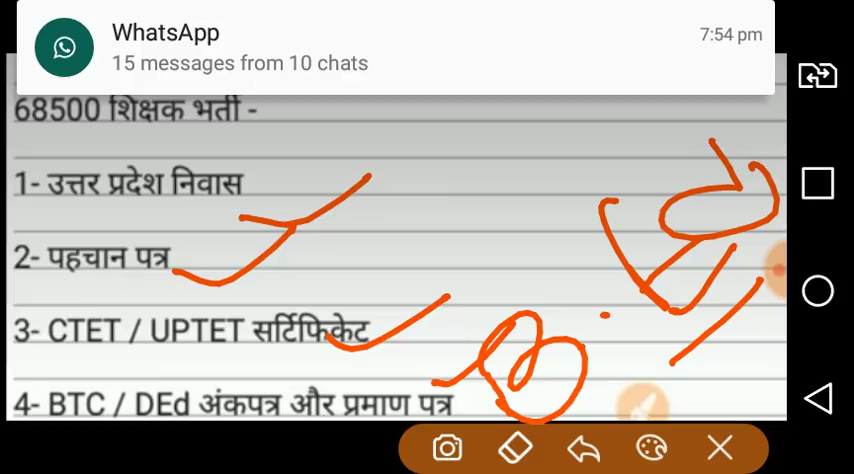 WhatsApp
7:54 pm
15 messages from 10 chats
68500 शिक्षक भर्ती -
1- उत्तर प्रदेश निवास
2- पहचान पत्र
3- CTET / UPTET सर्टिफिकेट
4- BTC / DEd अंकपत्र और प्रमाण पत्र
B.Ed